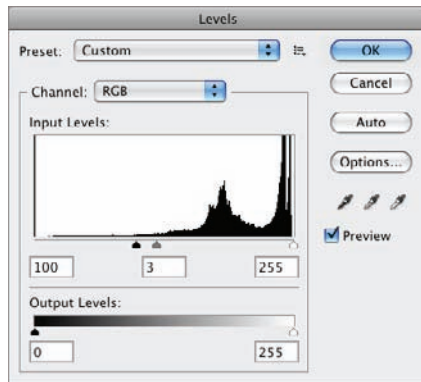 Levels
Preset: Custom
OK
Channel: RGB
Cancel
Input Levels:
Auto
Options...
Preview
100 3 255
Output Levels:
0 255